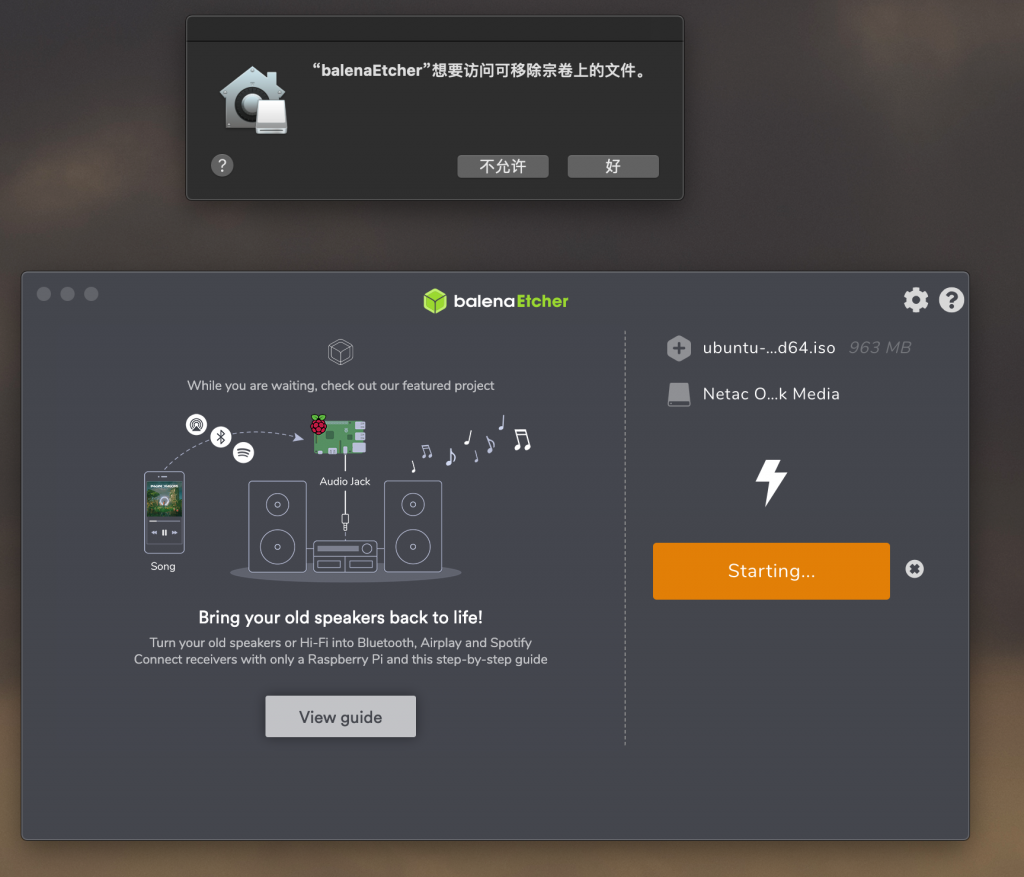 “balenaEtcher”想要访问可移除宗卷上的文件。
?
不允许
好
balenaEtcher
?
While you are waiting, check out our featured project
Audio Jack
Song
Bring your old speakers back to life!
Turn your old speakers or Hi-Fi into Bluetooth, Airplay and Spotify
Connect receivers with only a Raspberry Pi and this step-by-step guide
View guide
ubuntu-...d64.iso 963 MB
Netac O...k Media
Starting...